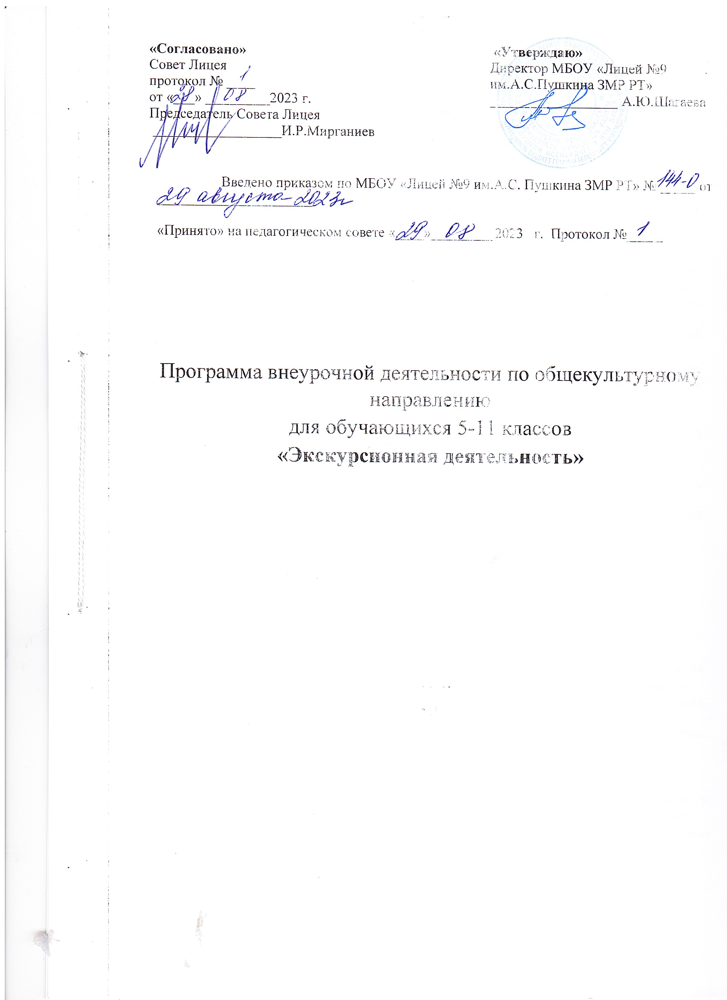 «Согласовано»
Совет Лицея
протокол № 1
от «28» 08 2023 г.
Председатель Совета Лицея
И.Р.Мирганиев
«Утверждаю»
Директор МБОУ «Лицей №9
им.А.С.Пушкина ЗМР РТ»
А.Ю.Шагаева
Введено приказом по МБОУ «Лицей №9 им.А.С. Пушкина ЗМР РТ» № 144-О от
29 августа 2023г
«Принято» на педагогическом совете «29» 08 2023 г. Протокол № 1
Программа внеурочной деятельности по общекультурному
направлению
для обучающихся 5-11 классов
«Экскурсионная деятельность»